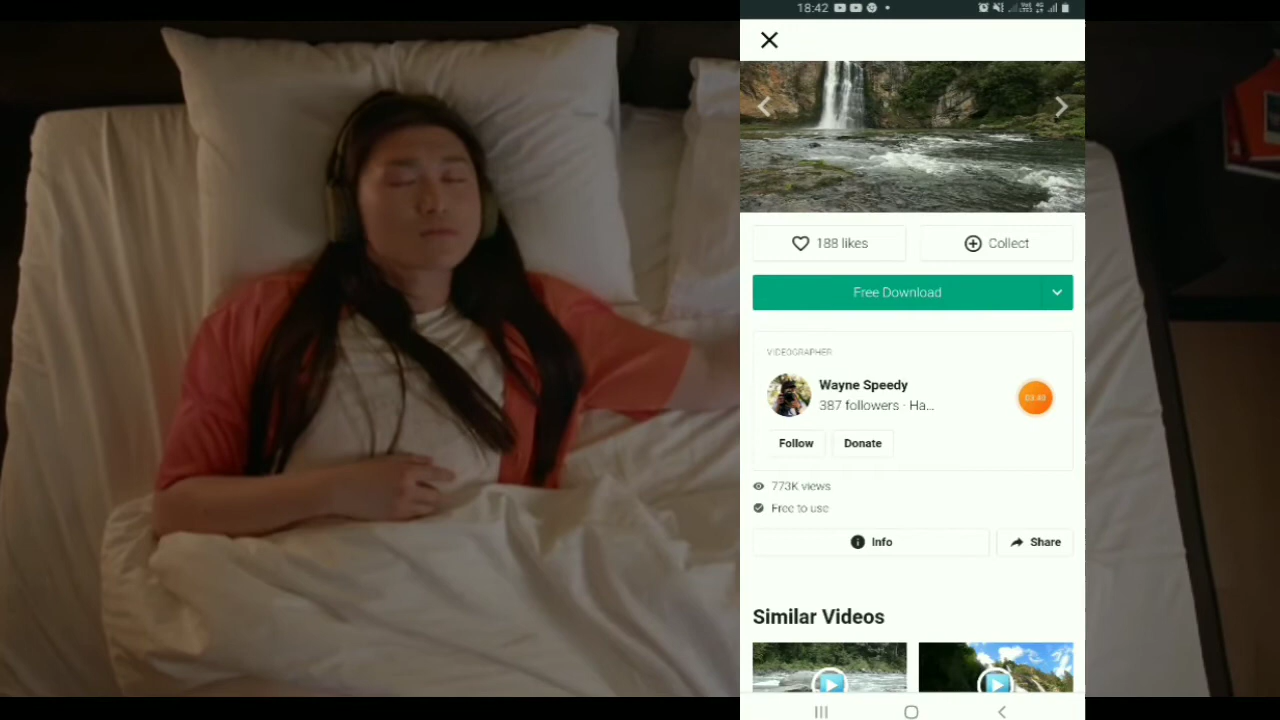 18:42
188 likes
Collect
Free Download
VIDEOGRAPHER
Wayne Speedy
387 followers · Ha...
Follow
Donate
773K views
Free to use
Info
Share
Similar Videos